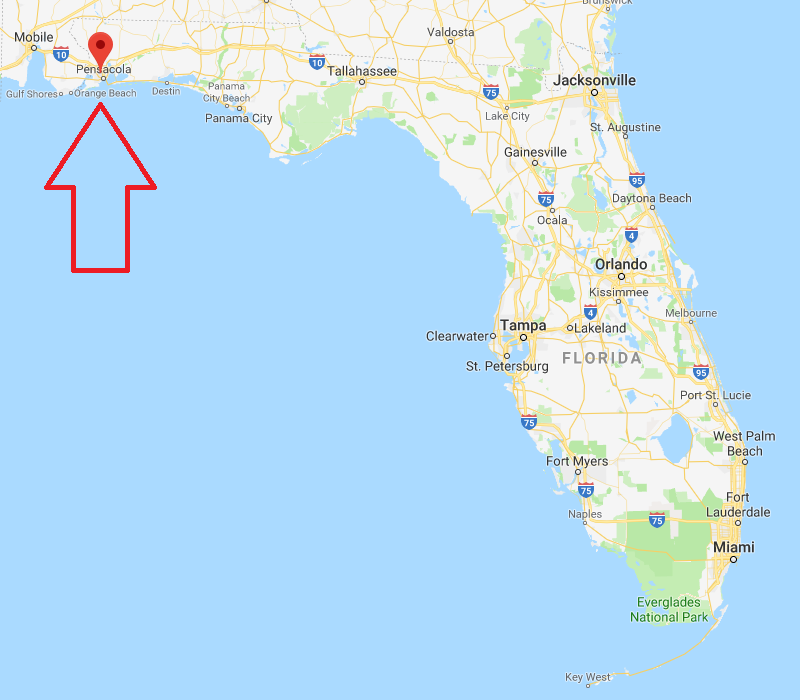 Brunswick
Valdosta
Mobile
10
Pensacola
10
Tallahassee
75
Jacksonville
Gulf Shores
Orange Beach
Destin
Panama
City Beach
Panama City
Lake City
St. Augustine
Gainesville
95
75
Daytona Beach
Ocala
4
Orlando
Kissimmee
4
Melbourne
Tampa
Lakeland
Clearwater
FLORIDA
St. Petersburg
95
Port St. Lucie
75
West Palm
Beach
Fort Myers
75
Fort
Lauderdale
Naples
75
Miami
Everglades
National Park
Key West